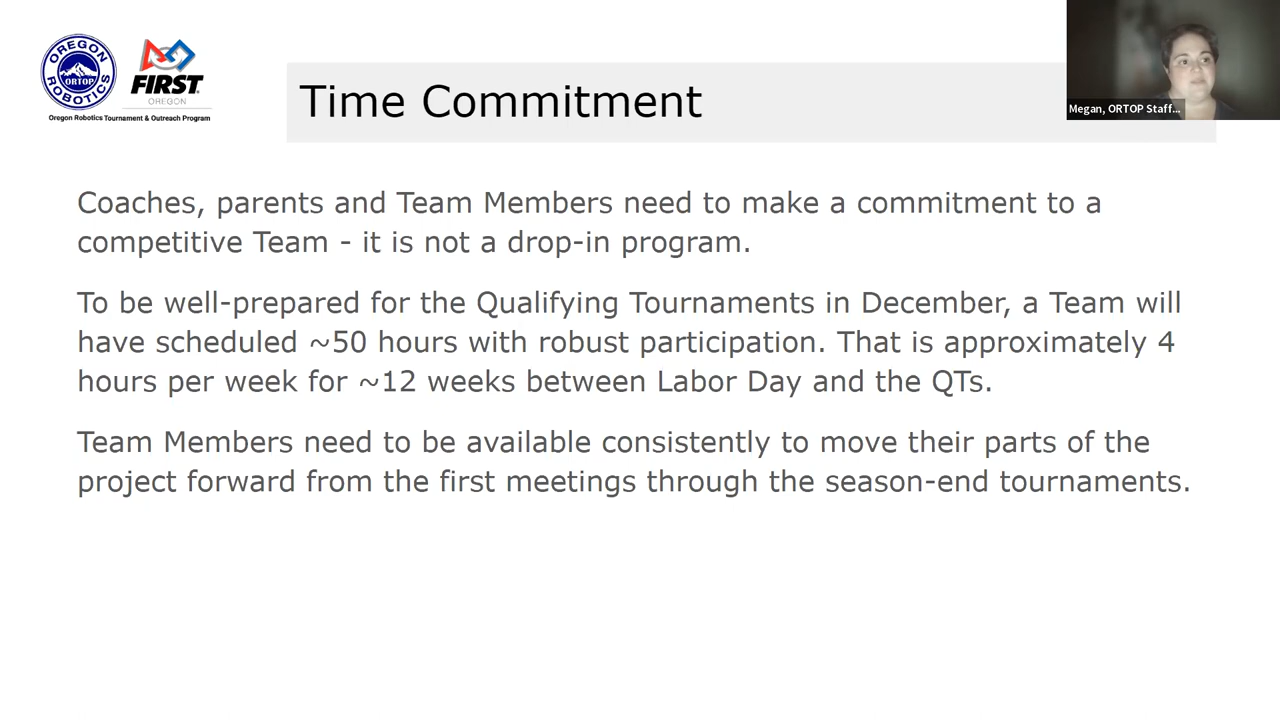 OREGON ROBOTICS
ORTOP
FIRST
OREGON
Oregon Robotics Tournament & Outreach Program
Time Commitment
Megan, ORTOP Staff...
Coaches, parents and Team Members need to make a commitment to a
competitive Team - it is not a drop-in program.
To be well-prepared for the Qualifying Tournaments in December, a Team will
have scheduled ~50 hours with robust participation. That is approximately 4
hours per week for ~12 weeks between Labor Day and the QTs.
Team Members need to be available consistently to move their parts of the
project forward from the first meetings through the season-end tournaments.